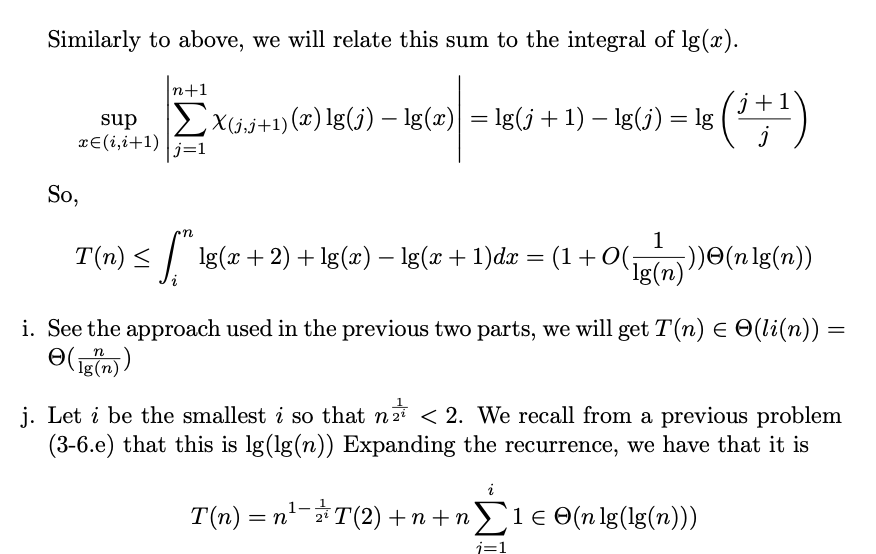 Similarly to above, we will relate this sum to the integral of lg(x).
sup_{x∈(i,i+1)} |∑_{j=1}^{n+1} χ_{(j,j+1)}(x) lg(j) − lg(x)| = lg(j + 1) − lg(j) = lg((j+1)/j)
So,
T(n) ≤ ∫_i^n lg(x + 2) + lg(x) − lg(x + 1)dx = (1 + O(1/lg(n)))Θ(n lg(n))
i. See the approach used in the previous two parts, we will get T(n) ∈ Θ(li(n)) =
Θ(n/lg(n))
j. Let i be the smallest i so that n^{1/2^i} < 2. We recall from a previous problem
(3-6.e) that this is lg(lg(n)) Expanding the recurrence, we have that it is
T(n) = n^{1−1/2^i} T(2) + n + n ∑_{j=1}^{i} 1 ∈ Θ(n lg(lg(n)))